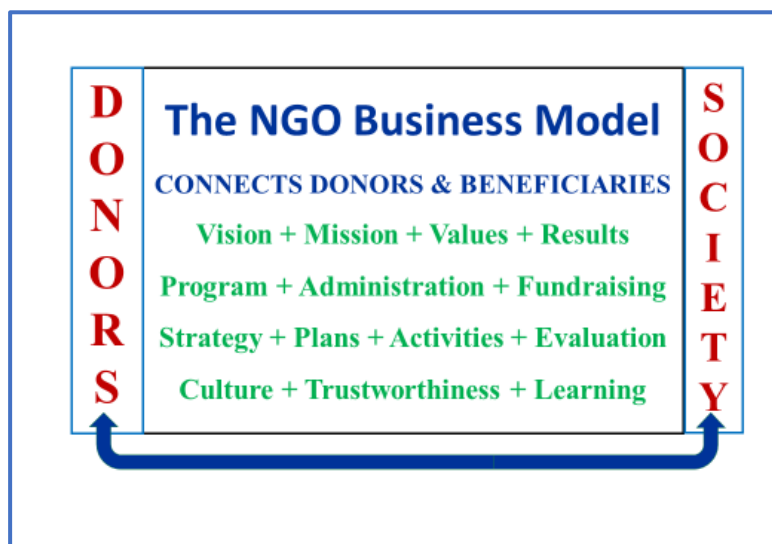 DONORS
The NGO Business Model
CONNECTS DONORS & BENEFICIARIES
Vision + Mission + Values + Results
Program + Administration + Fundraising
Strategy + Plans + Activities + Evaluation
Culture + Trustworthiness + Learning
SOCIETY